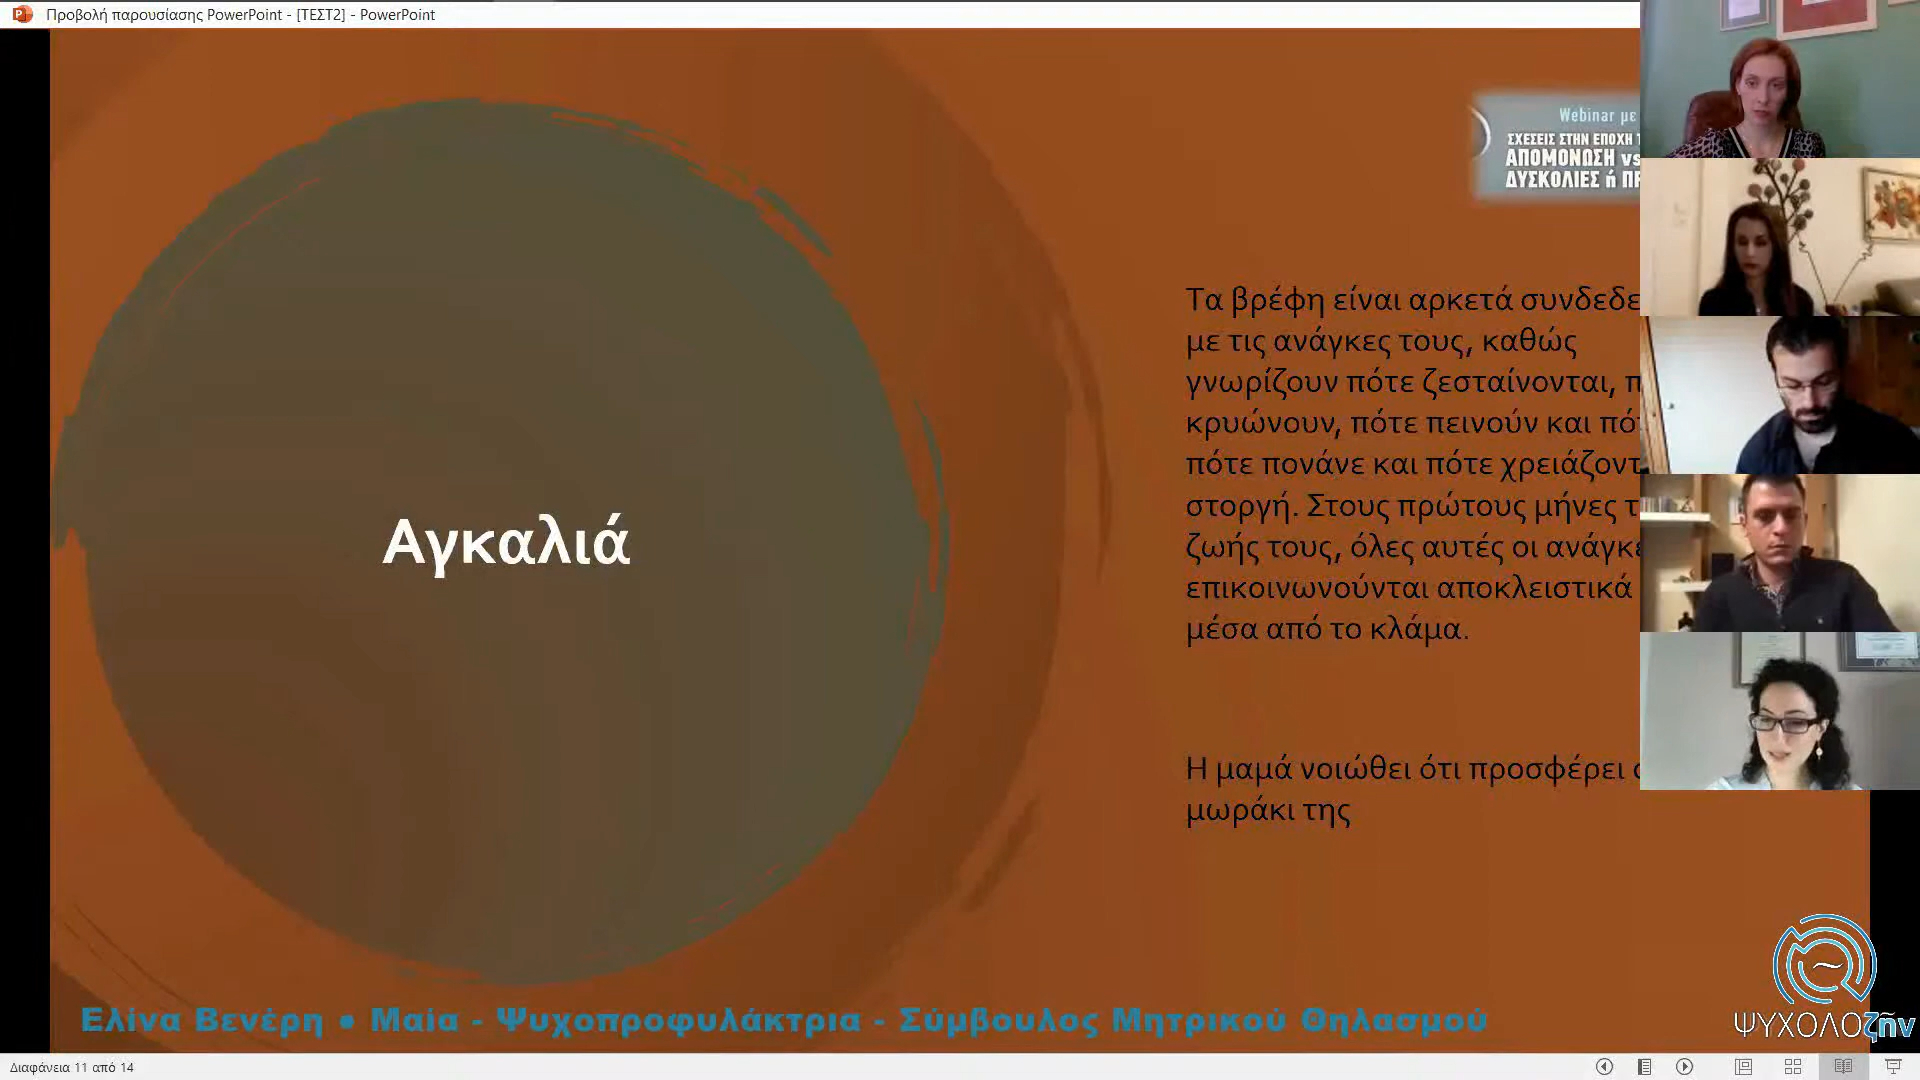 Προβολή παρουσίασης PowerPoint - [ΤΕΣΤ2] - PowerPoint
Webinar με
ΣΧΕΣΕΙΣ ΣΤΗΝ ΕΠΟΧΗ
ΑΠΟΜΟΝΩΣΗ vs
ΔΥΣΚΟΛΙΕΣ ή
Αγκαλιά
Τα βρέφη είναι αρκετά συνδεδε
με τις ανάγκες τους, καθώς
γνωρίζουν πότε ζεσταίνονται,
κρυώνουν, πότε πεινούν και
πότε πονάνε και πότε χρειάζοντ
στοργή. Στους πρώτους μήνες
ζωής τους, όλες αυτές οι ανάγκε
επικοινωνούνται αποκλειστικά
μέσα από το κλάμα.
Η μαμά νοιώθει ότι προσφέρει
μωράκι της
Ελίνα Βενέρη • Μαία - Ψυχοπροφυλάκτρια - Σύμβουλος Μητρικού Θηλασμού
ΨΥΧΟΛΟζῆν
Διαφάνεια 11 από 14